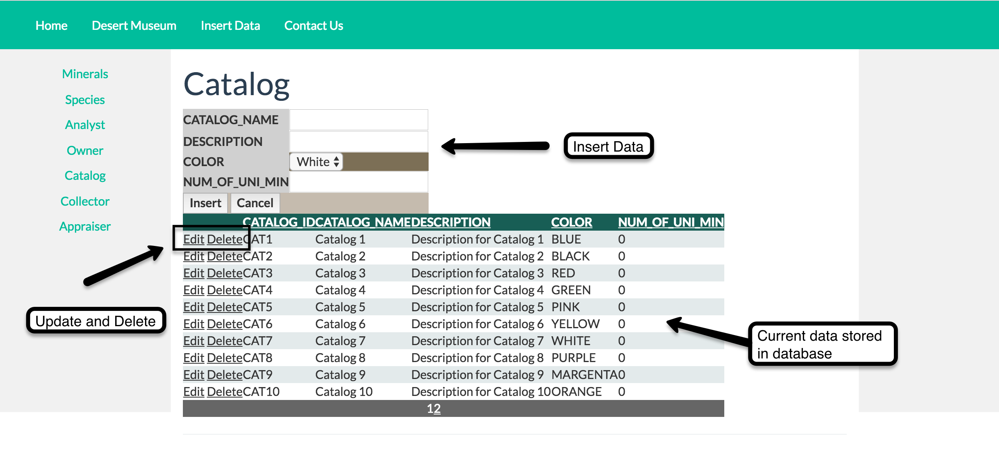 Home Desert Museum Insert Data Contact Us
Minerals
Species
Analyst
Owner
Catalog
Collector
Appraiser
Catalog
CATALOG_NAME
DESCRIPTION
COLOR White
NUM_OF_UNI_MIN
Insert Cancel
Insert Data
CATALOG_ID CATALOG_NAME DESCRIPTION COLOR NUM_OF_UNI_MIN
Edit Delete CAT1 Catalog 1 Description for Catalog 1 BLUE 0
Edit Delete CAT2 Catalog 2 Description for Catalog 2 BLACK 0
Edit Delete CAT3 Catalog 3 Description for Catalog 3 RED 0
Edit Delete CAT4 Catalog 4 Description for Catalog 4 GREEN 0
Edit Delete CAT5 Catalog 5 Description for Catalog 5 PINK 0
Edit Delete CAT6 Catalog 6 Description for Catalog 6 YELLOW 0
Edit Delete CAT7 Catalog 7 Description for Catalog 7 WHITE 0
Edit Delete CAT8 Catalog 8 Description for Catalog 8 PURPLE 0
Edit Delete CAT9 Catalog 9 Description for Catalog 9 MARGENTA 0
Edit Delete CAT10 Catalog 10 Description for Catalog 10 ORANGE 0
1 2
Update and Delete
Current data stored
in database